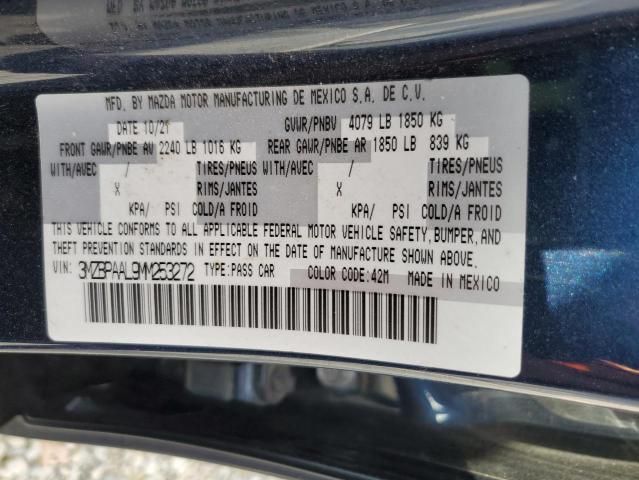 MFD. BY MAZDA MOTOR MANUFACTURING DE MEXICO S.A. DE C.V.
DATE 10/21 GVWR/PNBV 4079 LB 1850 KG
FRONT GAWR/PNBE AV 2240 LB 1016 KG REAR GAWR/PNBE AR 1850 LB 839 KG
WITH/AVEC / TIRES/PNEUS WITH/AVEC / TIRES/PNEUS
X RIMS/JANTES X RIMS/JANTES
KPA/ PSI COLD/A FROID KPA/ PSI COLD/A FROID
THIS VEHICLE CONFORMS TO ALL APPLICABLE FEDERAL MOTOR VEHICLE SAFETY, BUMPER, AND
THEFT PREVENTION STANDARDS IN EFFECT ON THE DATE OF MANUFACTURE SHOWN ABOVE.
VIN: 3MZBPAAL9MM253272 TYPE:PASS CAR COLOR CODE:42M MADE IN MEXICO